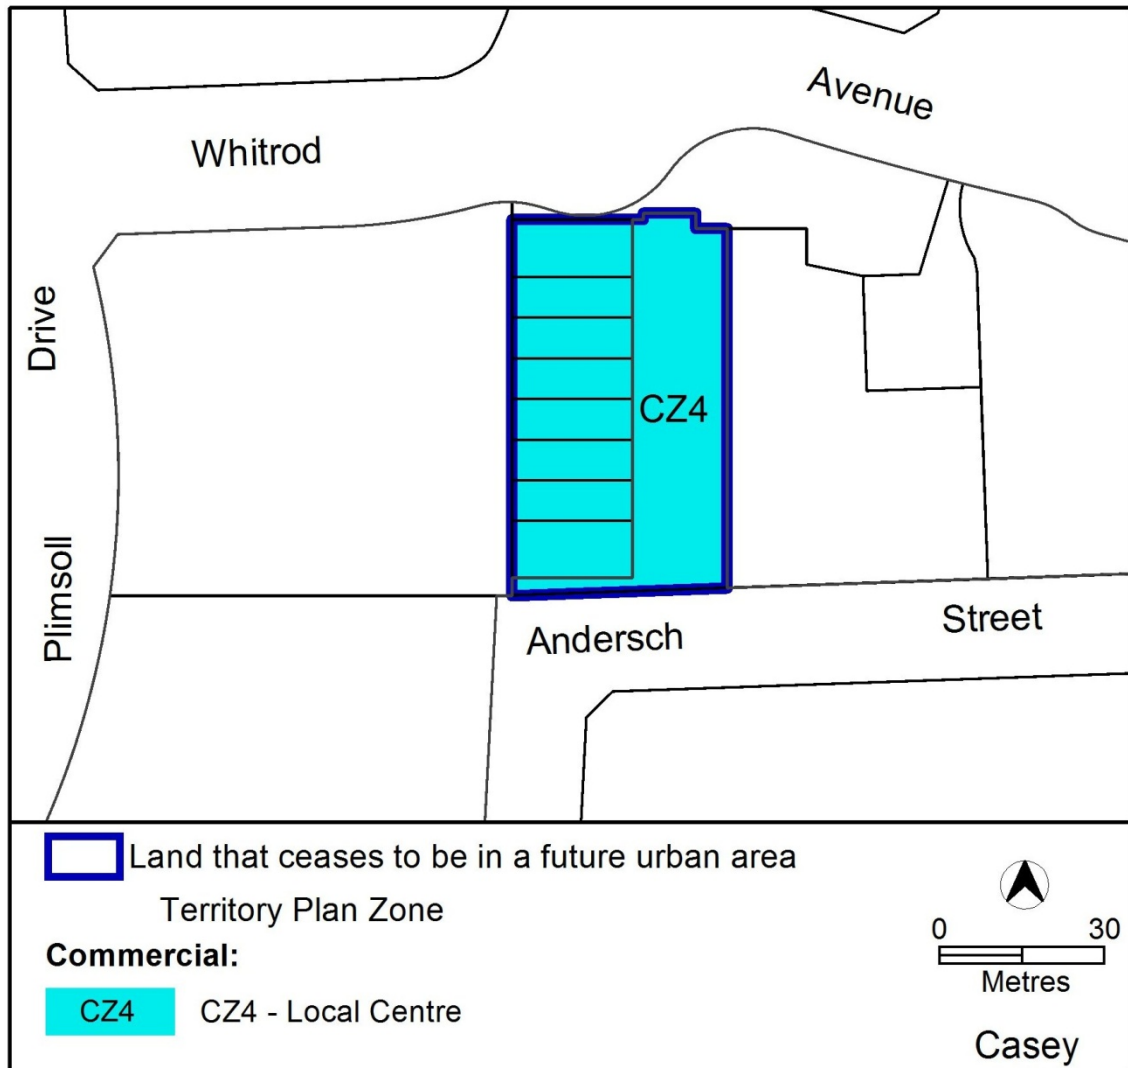 Avenue
Whitrod
Drive
CZ4
Plimsoll
Andersch
Street
Land that ceases to be in a future urban area
Territory Plan Zone
Commercial:
CZ4 CZ4 - Local Centre
0 30
Metres
Casey